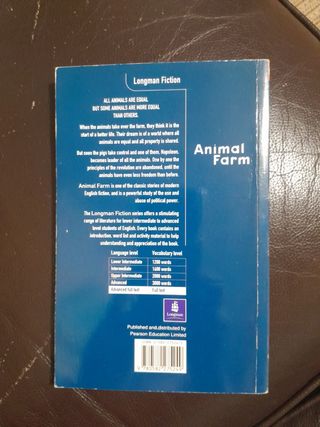 Longman Fiction
ALL ANIMALS ARE EQUAL
BUT SOME ANIMALS ARE MORE EQUAL
THAN OTHERS.
When the animals take over the farm, they think it is the
start of a better life. Their dream is of a world where all
animals are equal and all property is shared.
But soon the pigs take control and one of them, Napoleon,
becomes leader of all the animals. One by one the
principles of the revolution are abandoned, until the
animals have even less freedom than before.
Animal Farm is one of the classic stories of modern
English fiction, and is a powerful study of the use and
abuse of political power.
The Longman Fiction series offers a stimulating
range of literature for lower intermediate to advanced
level students of English. Every book contains an
introduction, word list and activity material to help
understanding and appreciation of the book.
Language level Vocabulary level
Lower Intermediate 1200 words
Intermediate 1600 words
Upper Intermediate 2000 words
Advanced 3000 words
Advanced full text Full text
Animal
Farm
Longman
Published and distributed by
Pearson Education Limited